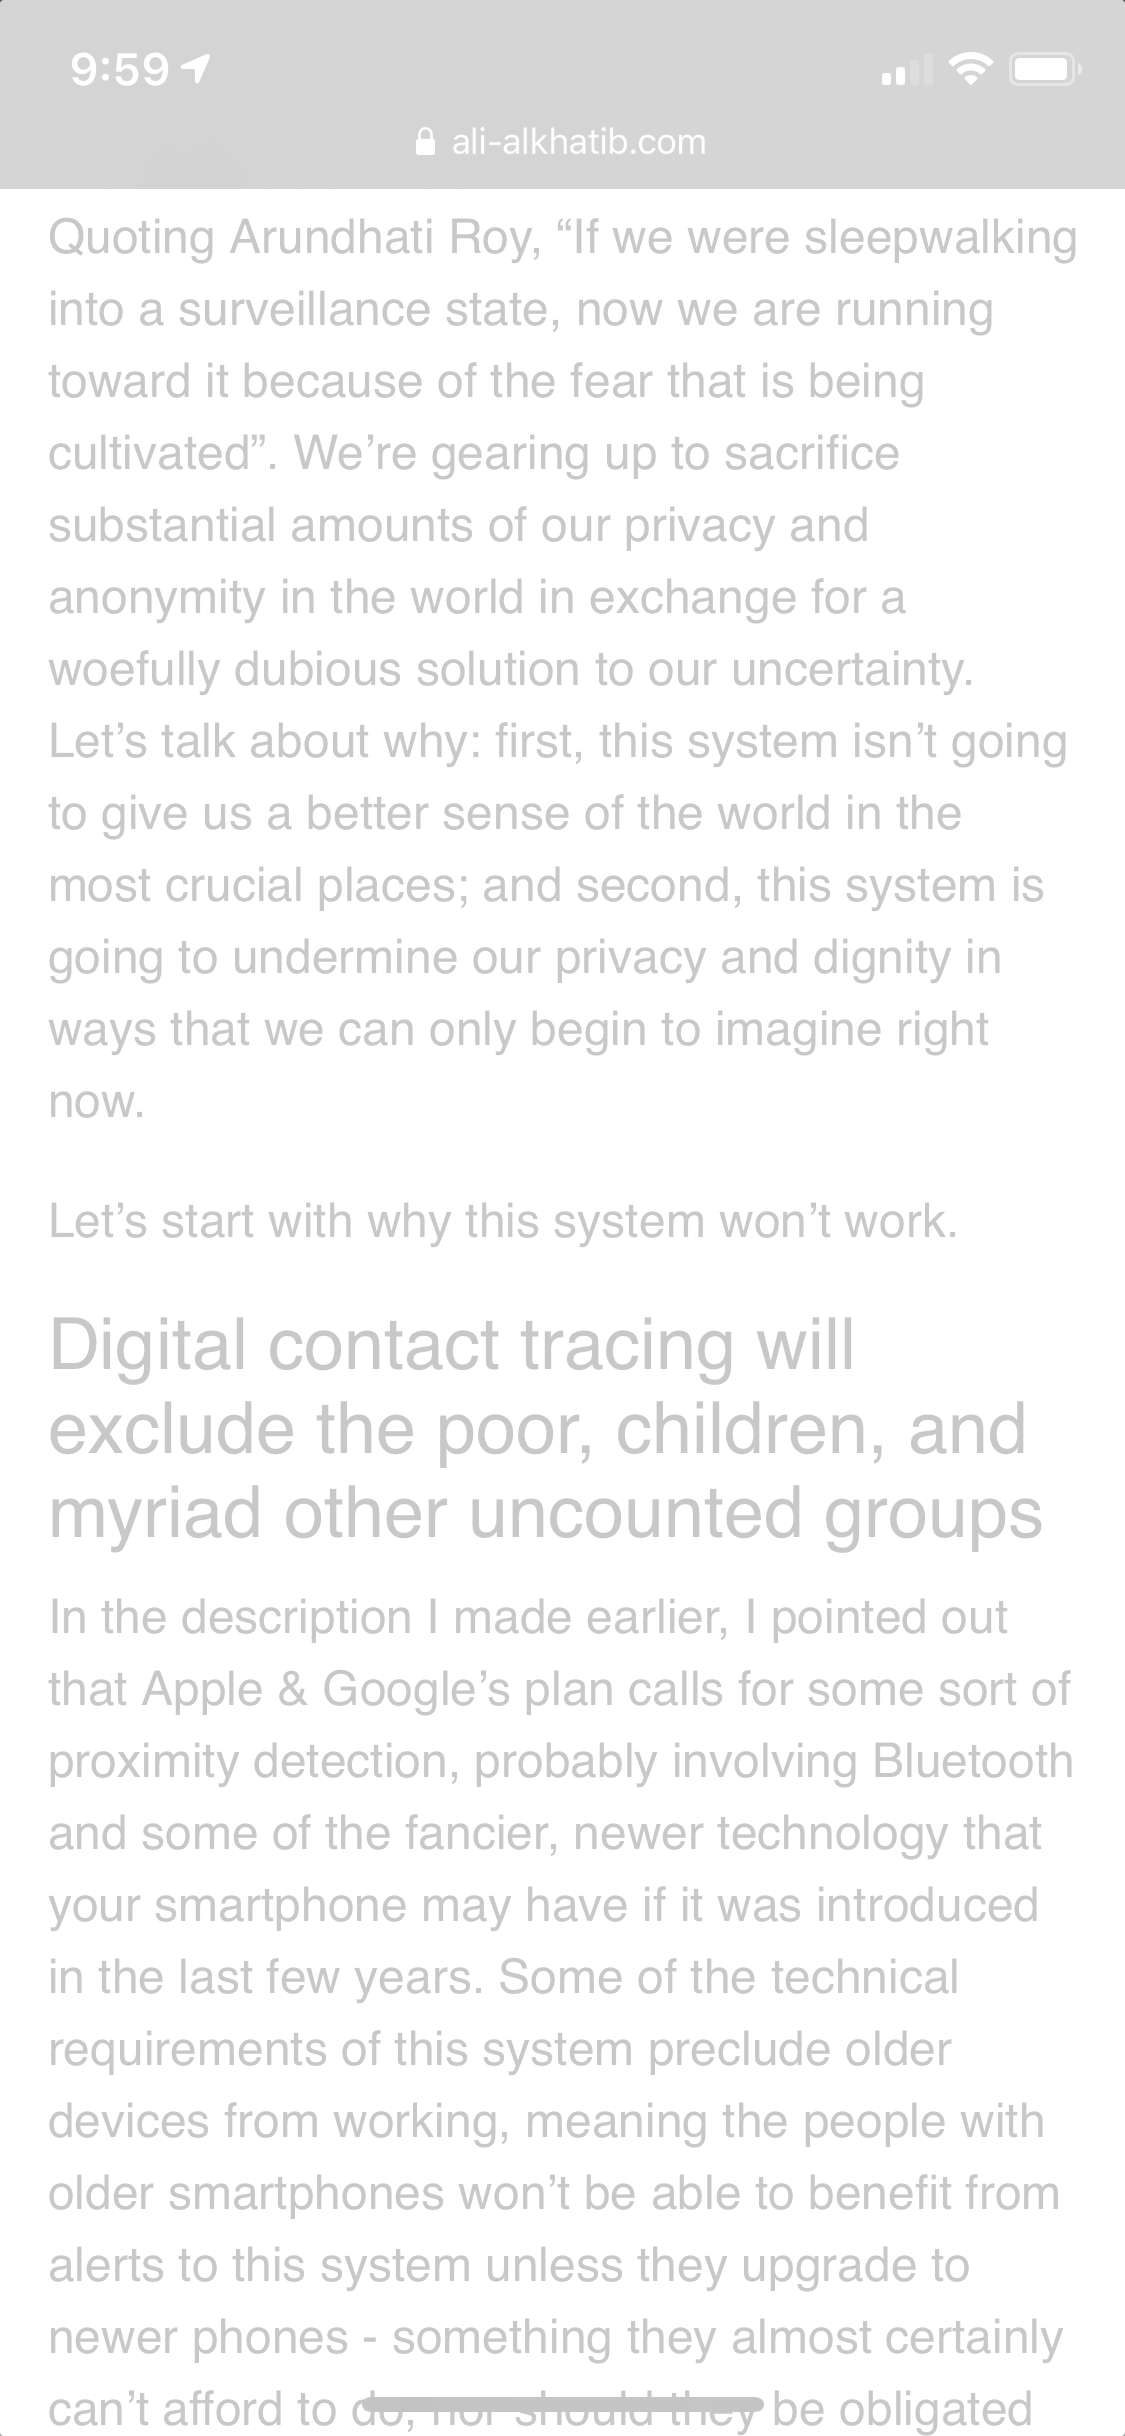 9:59
ali-alkhatib.com
Quoting Arundhati Roy, “If we were sleepwalking
into a surveillance state, now we are running
toward it because of the fear that is being
cultivated”. We’re gearing up to sacrifice
substantial amounts of our privacy and
anonymity in the world in exchange for a
woefully dubious solution to our uncertainty.
Let’s talk about why: first, this system isn’t going
to give us a better sense of the world in the
most crucial places; and second, this system is
going to undermine our privacy and dignity in
ways that we can only begin to imagine right
now.
Let’s start with why this system won’t work.
Digital contact tracing will
exclude the poor, children, and
myriad other uncounted groups
In the description I made earlier, I pointed out
that Apple & Google’s plan calls for some sort of
proximity detection, probably involving Bluetooth
and some of the fancier, newer technology that
your smartphone may have if it was introduced
in the last few years. Some of the technical
requirements of this system preclude older
devices from working, meaning the people with
older smartphones won’t be able to benefit from
alerts to this system unless they upgrade to
newer phones - something they almost certainly
can’t afford to do, nor should they be obligated